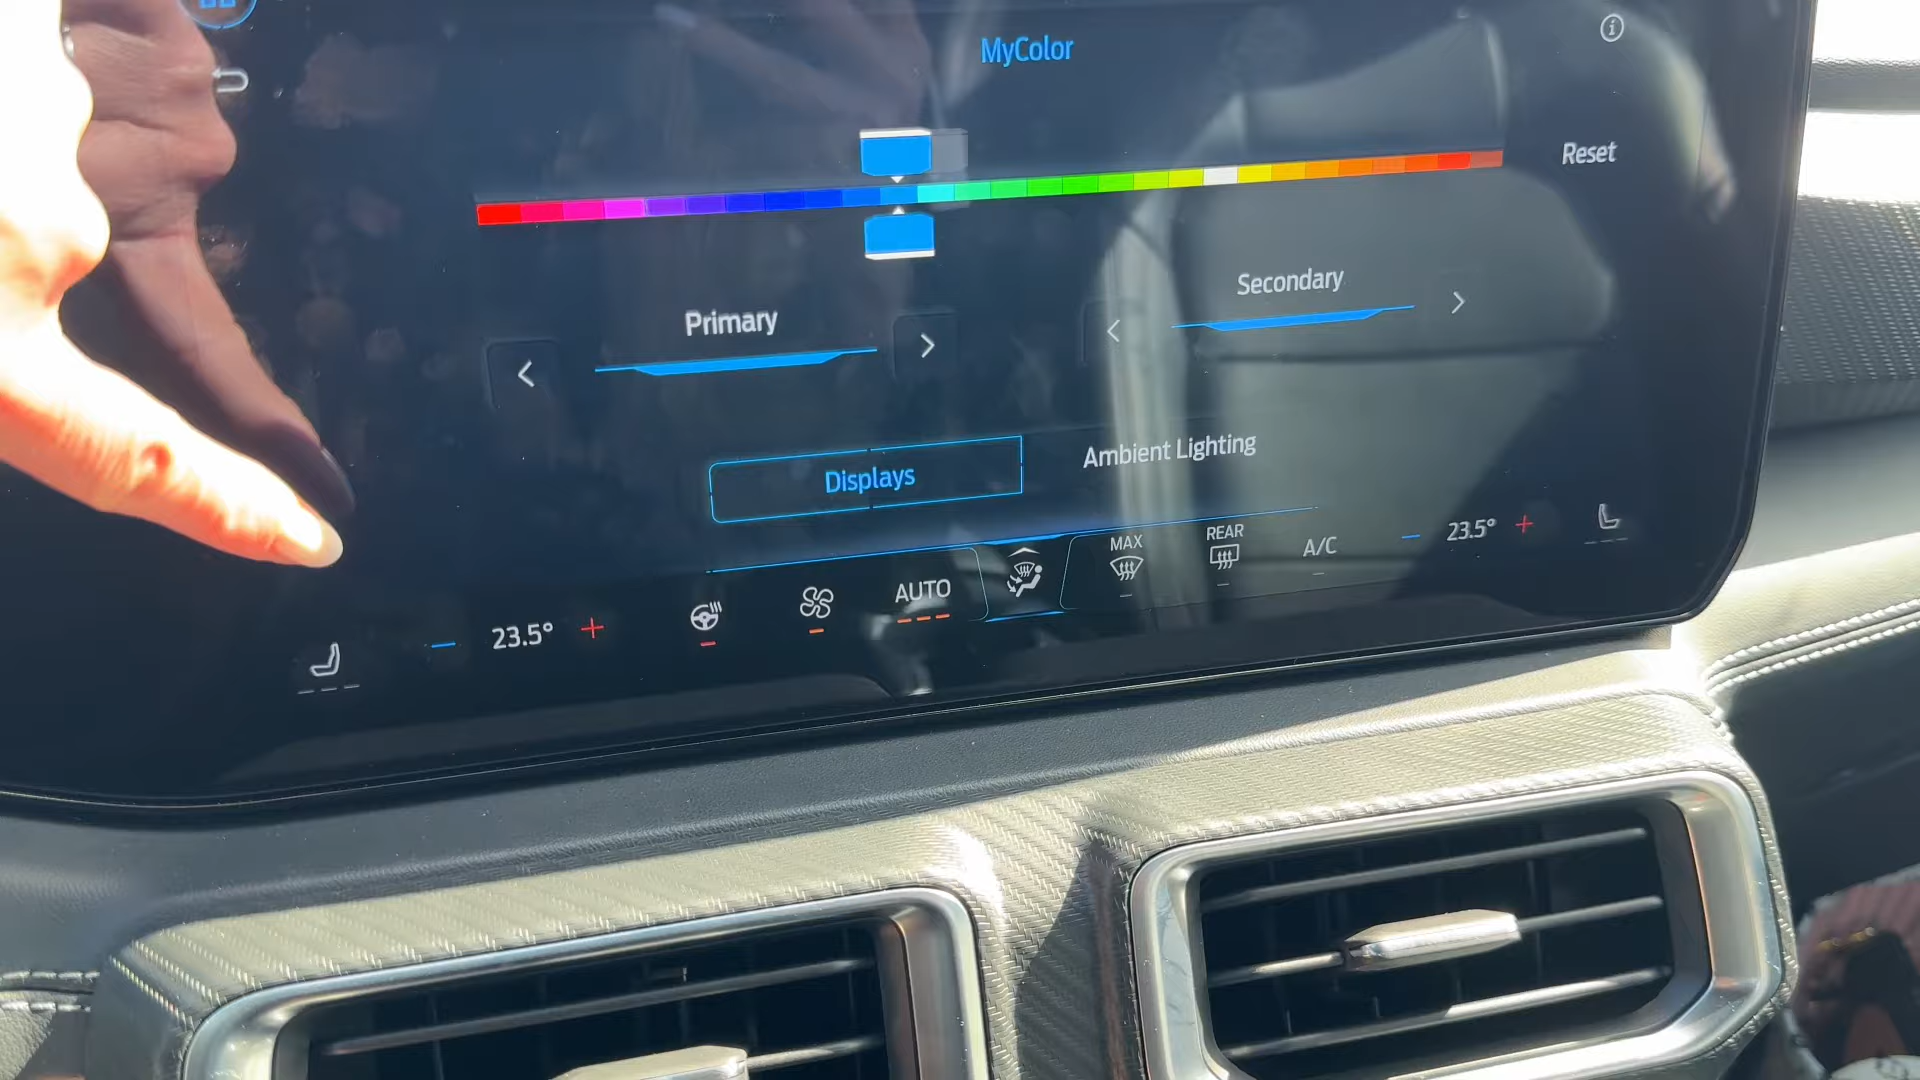 MyColor
Reset
Primary
Secondary
Displays
Ambient Lighting
23.5°
AUTO
MAX
REAR
A/C
23.5°